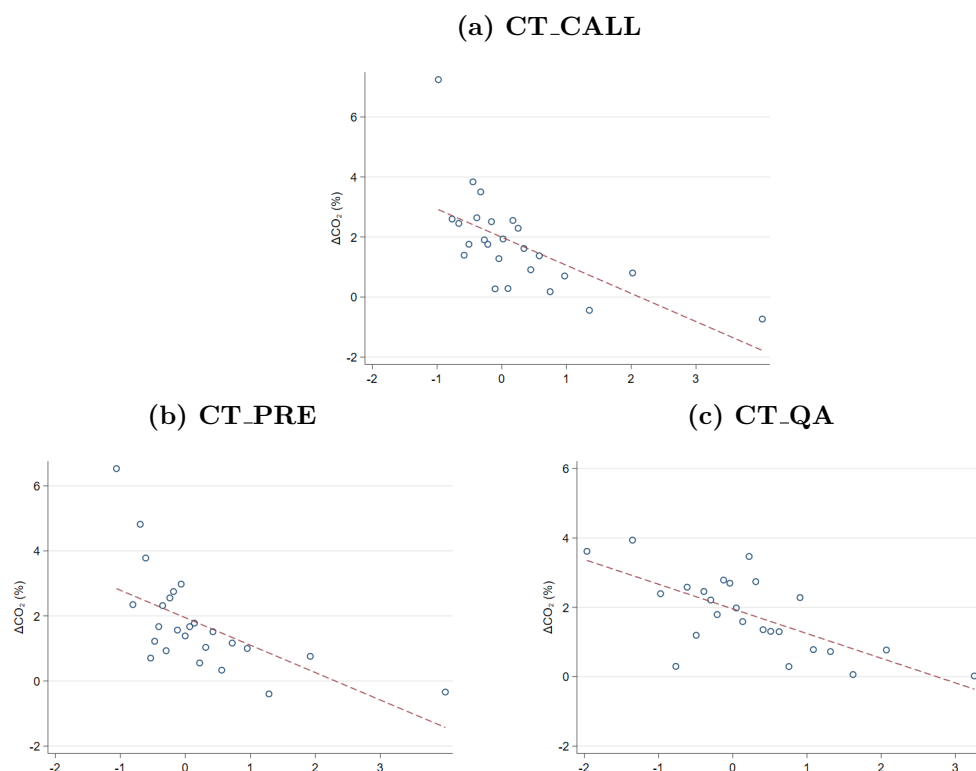 (a) CT_CALL
ΔCO₂ (%)
6
4
2
0
-2
-2 -1 0 1 2 3
(b) CT_PRE
ΔCO₂ (%)
6
4
2
0
-2
-2 -1 0 1 2 3
(c) CT_QA
ΔCO₂ (%)
6
4
2
0
-2
-2 -1 0 1 2 3